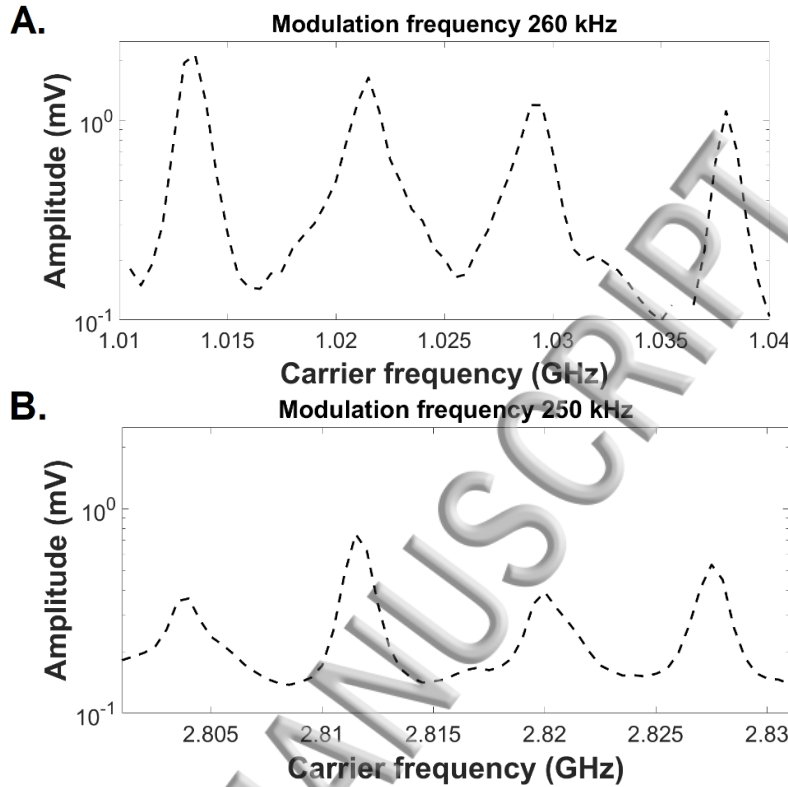 A.
Modulation frequency 260 kHz
Amplitude (mV)
10^0
10^-1
1.01 1.015 1.02 1.025 1.03 1.035 1.04
Carrier frequency (GHz)
B.
Modulation frequency 250 kHz
Amplitude (mV)
10^0
10^-1
2.805 2.81 2.815 2.82 2.825 2.83
Carrier frequency (GHz)
ANUSCRIPT